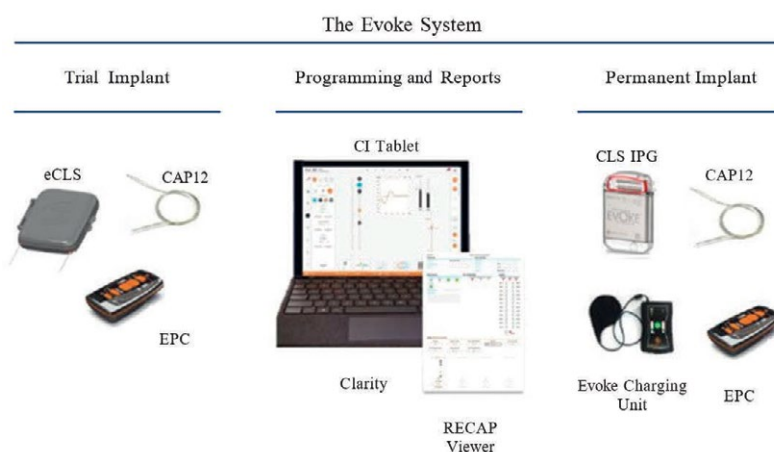 The Evoke System
Trial Implant
Programming and Reports
Permanent Implant
eCLS
CAP12
EPC
CI Tablet
Clarity
RECAP
Viewer
CLS IPG
EVOKE
CAP12
Evoke Charging
Unit
EPC